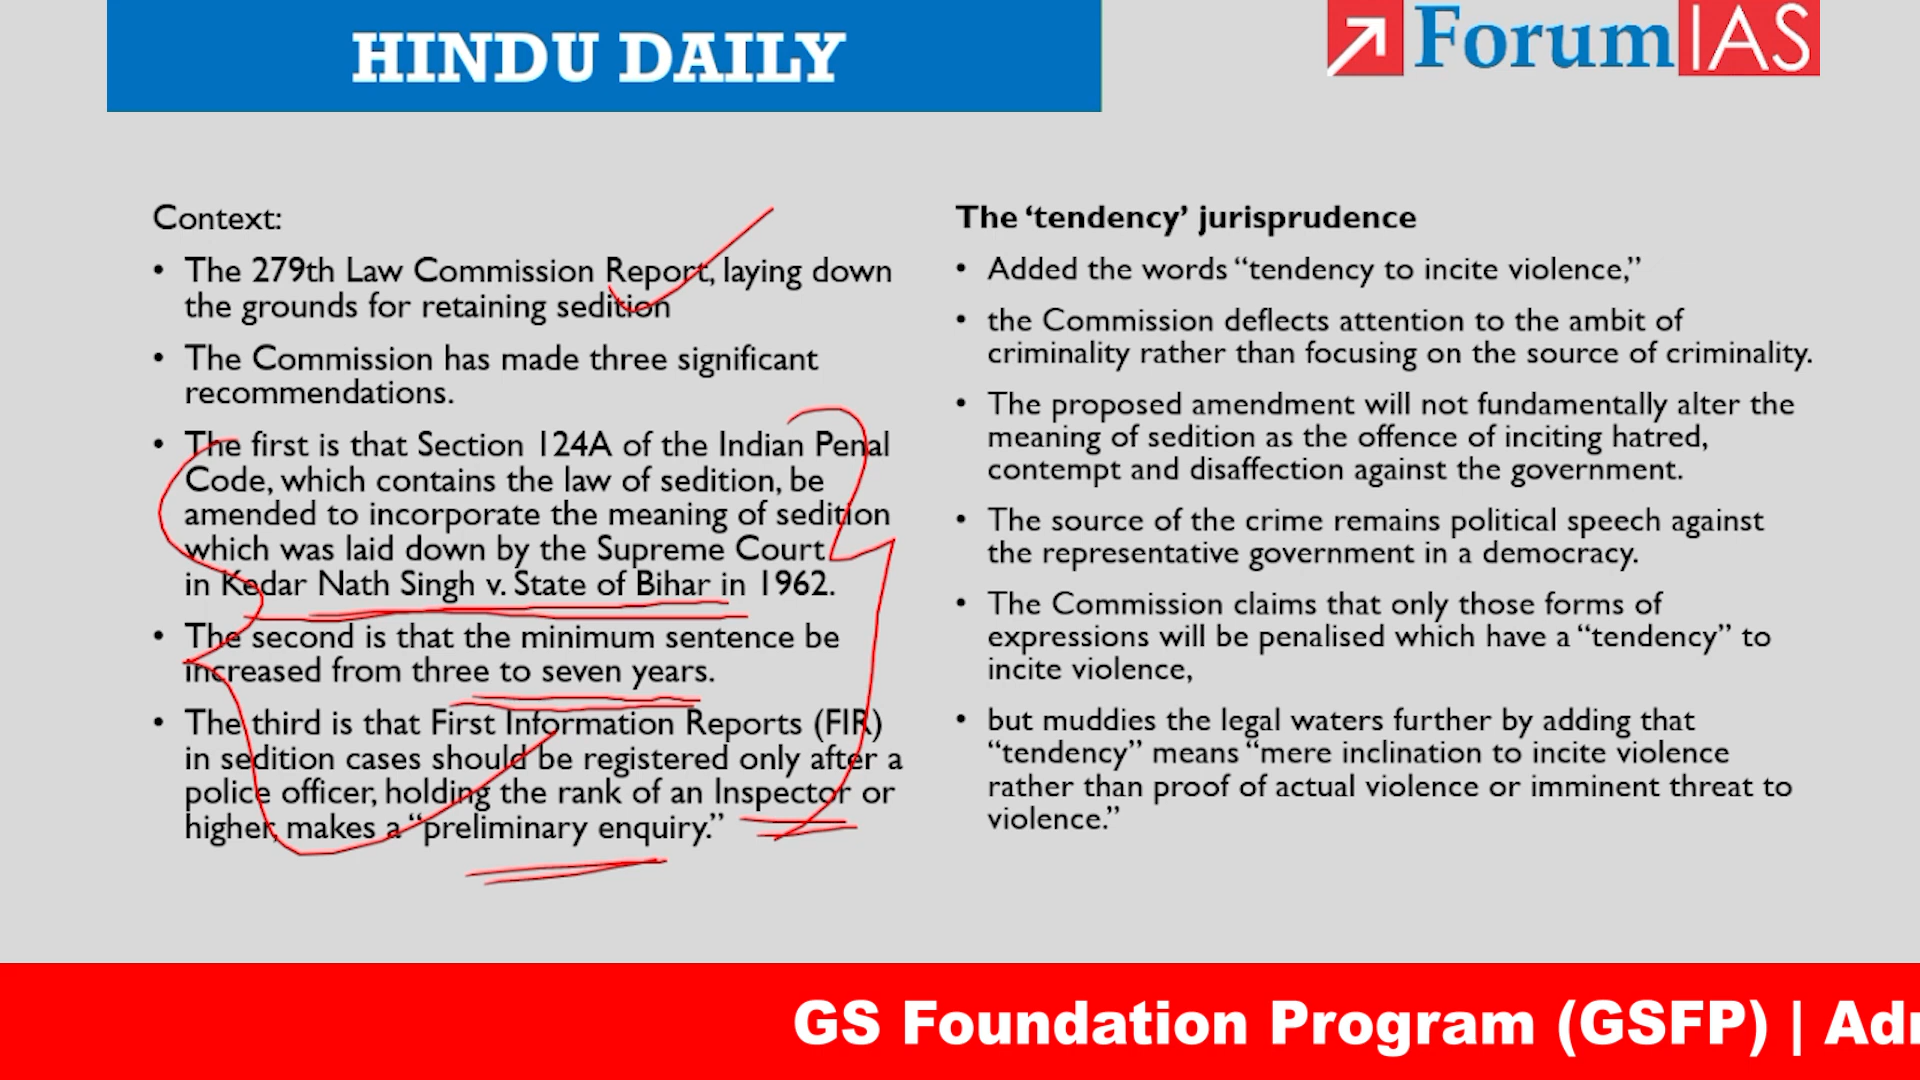 HINDU DAILY
ForumIAS
Context:
• The 279th Law Commission Report, laying down
the grounds for retaining sedition
• The Commission has made three significant
recommendations.
• The first is that Section 124A of the Indian Penal
Code, which contains the law of sedition, be
amended to incorporate the meaning of sedition
which was laid down by the Supreme Court
in Kedar Nath Singh v. State of Bihar in 1962.
• The second is that the minimum sentence be
increased from three to seven years.
• The third is that First Information Reports (FIR)
in sedition cases should be registered only after a
police officer, holding the rank of an Inspector or
higher, makes a “preliminary enquiry.”
The ‘tendency’ jurisprudence
• Added the words “tendency to incite violence,”
• the Commission deflects attention to the ambit of
criminality rather than focusing on the source of criminality.
• The proposed amendment will not fundamentally alter the
meaning of sedition as the offence of inciting hatred,
contempt and disaffection against the government.
• The source of the crime remains political speech against
the representative government in a democracy.
• The Commission claims that only those forms of
expressions will be penalised which have a “tendency” to
incite violence,
• but muddies the legal waters further by adding that
“tendency” means “mere inclination to incite violence
rather than proof of actual violence or imminent threat to
violence.”
GS Foundation Program (GSFP) |